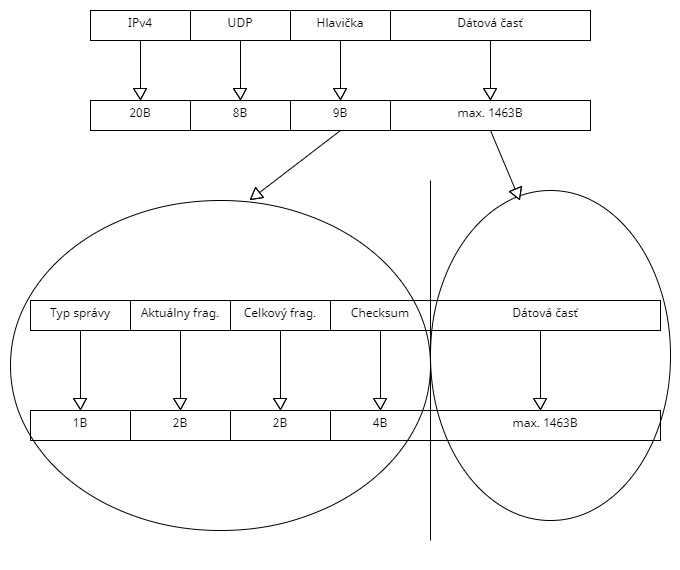 IPv4 UDP Hlavička Dátová časť
20B 8B 9B max. 1463B
Typ správy Aktuálny frag. Celkový frag. Checksum Dátová časť
1B 2B 2B 4B max. 1463B